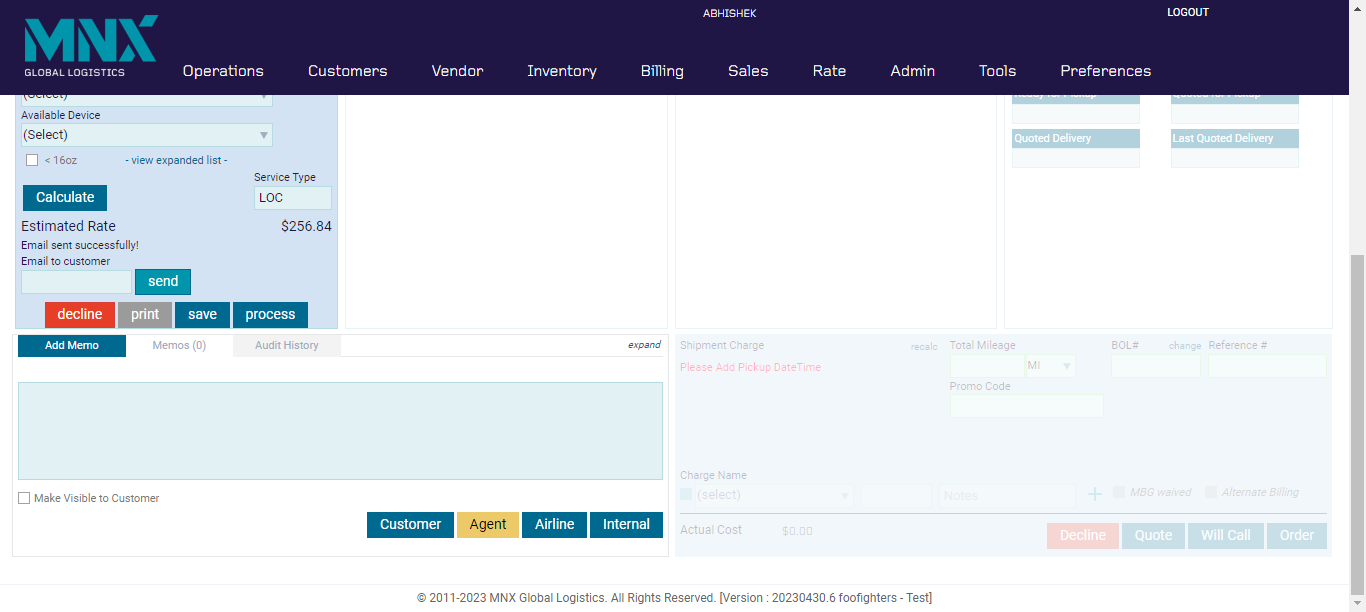 ABHISHEK
LOGOUT
MNX
GLOBAL LOGISTICS
Operations Customers Vendor Inventory Billing Sales Rate Admin Tools Preferences
(Select)
Available Device
(Select)
< 16oz - view expanded list -
Service Type
Calculate LOC
Estimated Rate $256.84
Email sent successfully!
Email to customer
send
decline print save process
Ready for Pickup Quoted for Pickup
Quoted Delivery Last Quoted Delivery
Add Memo Memos (0) Audit History expand
Make Visible to Customer
Customer Agent Airline Internal
Shipment Charge recalc Total Mileage BOL# change Reference #
Please Add Pickup DateTime MI
Promo Code
Charge Name
(select) Notes + MBG waived Alternate Billing
Actual Cost $0.00 Decline Quote Will Call Order
© 2011-2023 MNX Global Logistics. All Rights Reserved. [Version : 20230430.6 foofighters - Test]